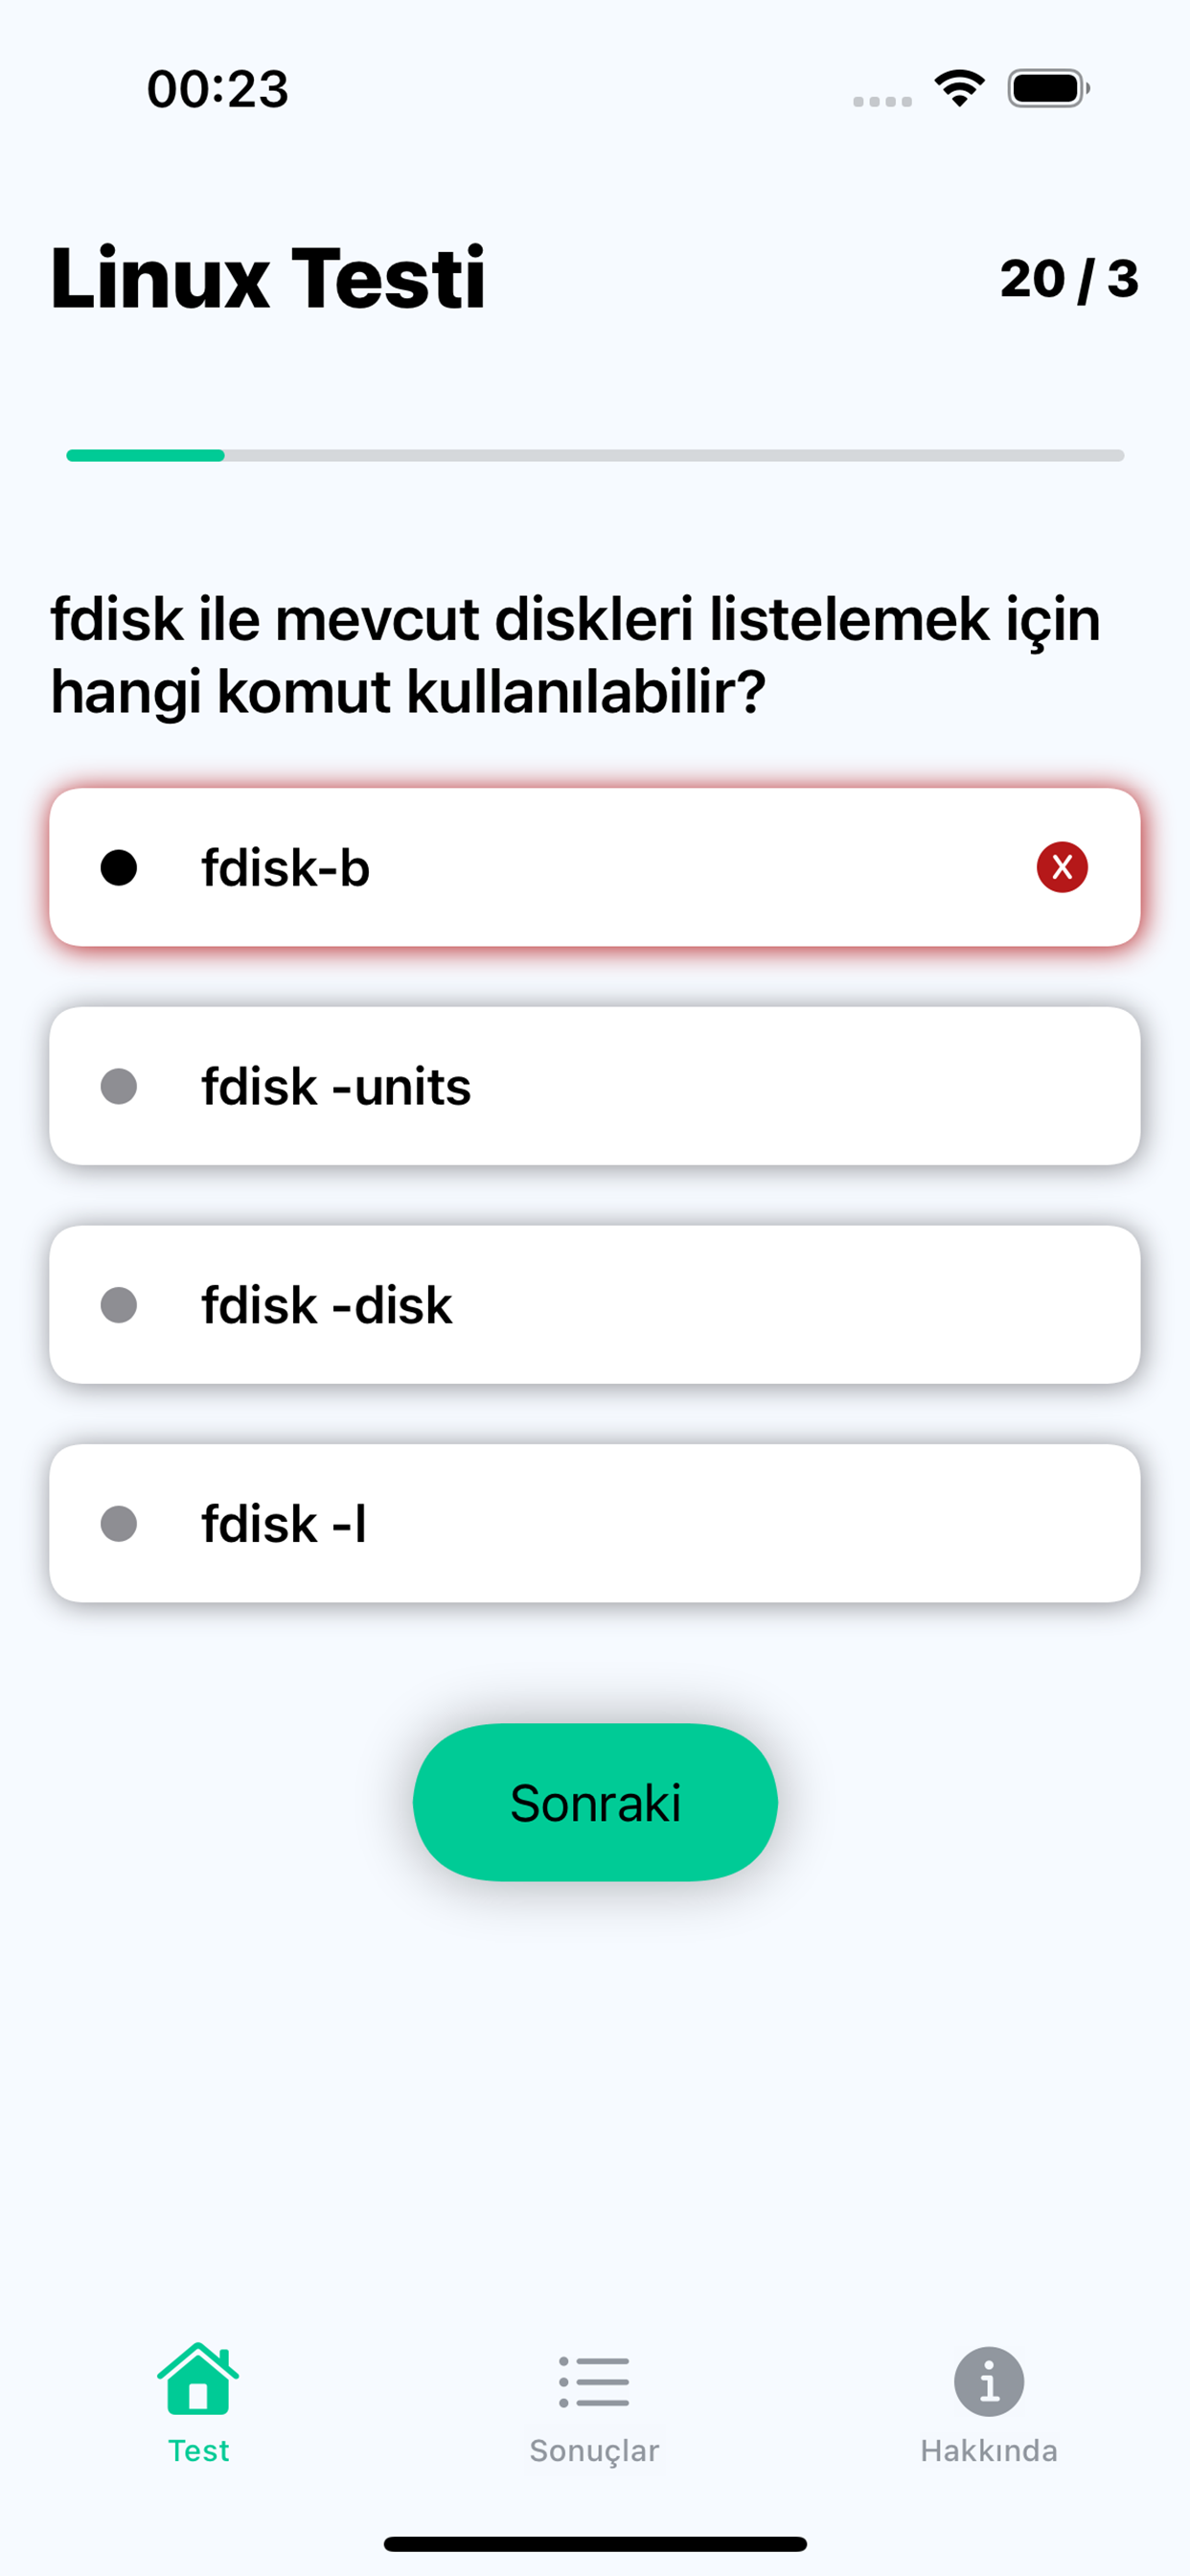 00:23
Linux Testi
20 / 3
fdisk ile mevcut diskleri listelemek için
hangi komut kullanılabilir?
fdisk-b
X
fdisk -units
fdisk -disk
fdisk -l
Sonraki
Test
Sonuçlar
Hakkında